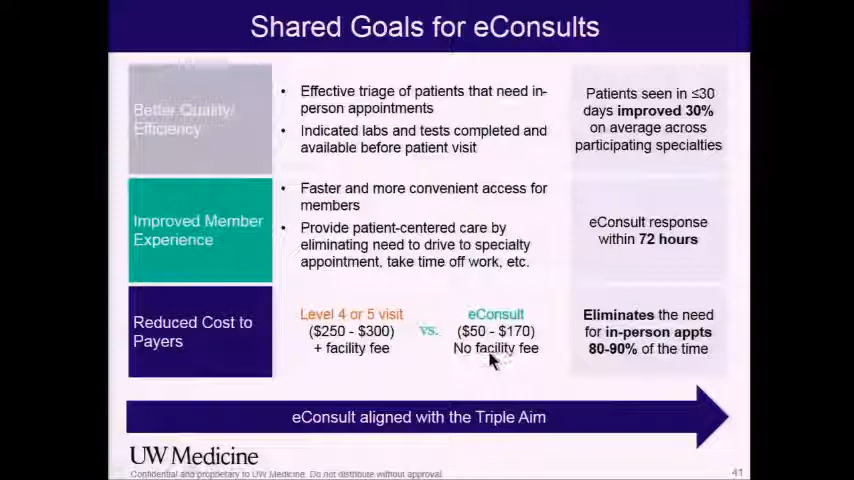 Shared Goals for eConsults
Better Quality/
Efficiency
• Effective triage of patients that need in-
person appointments
• Indicated labs and tests completed and
available before patient visit
Patients seen in ≤30
days improved 30%
on average across
participating specialties
Improved Member
Experience
• Faster and more convenient access for
members
• Provide patient-centered care by
eliminating need to drive to specialty
appointment, take time off work, etc.
eConsult response
within 72 hours
Reduced Cost to
Payers
Level 4 or 5 visit
($250 - $300)
+ facility fee
vs.
eConsult
($50 - $170)
No facility fee
Eliminates the need
for in-person appts
80-90% of the time
eConsult aligned with the Triple Aim
UW Medicine
Confidential and proprietary to UW Medicine. Do not distribute without approval.
41